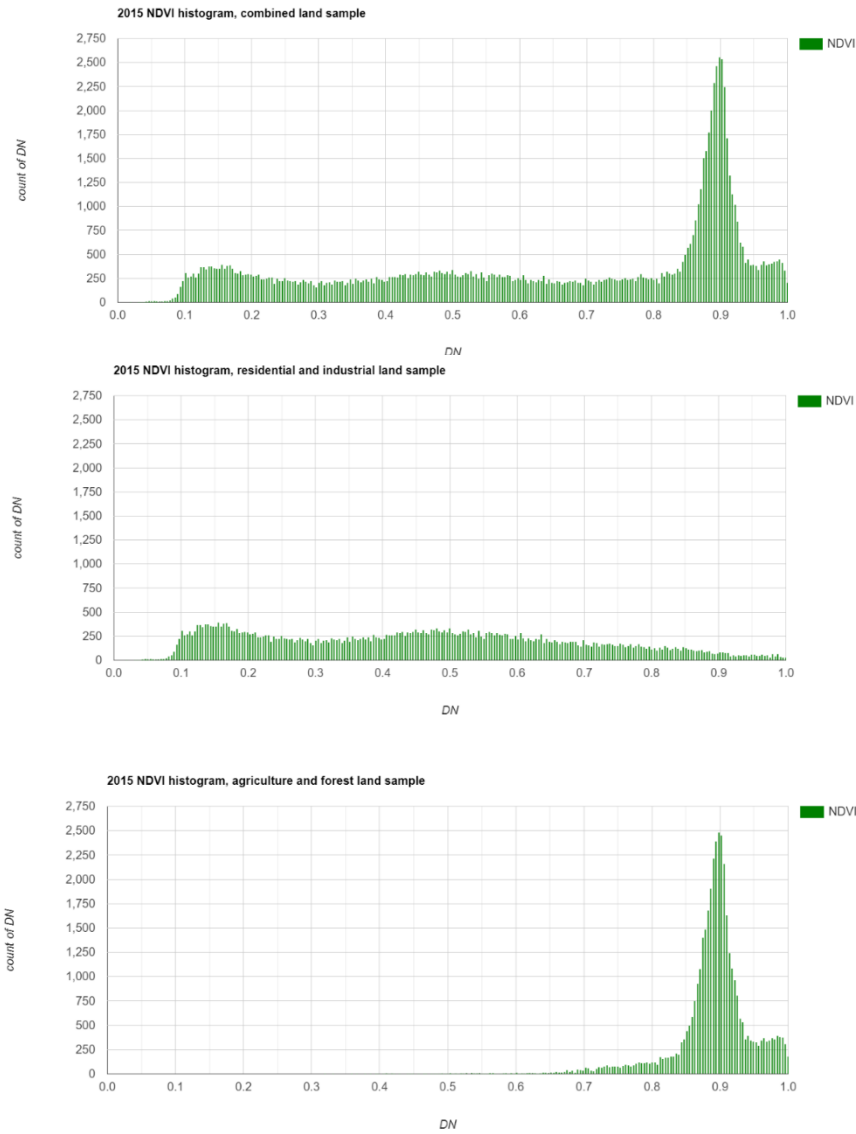 2015 NDVI histogram, combined land sample
2,750
2,500
2,250
2,000
1,750
1,500
1,250
1,000
750
500
250
0
count of DN
0.0 0.1 0.2 0.3 0.4 0.5 0.6 0.7 0.8 0.9 1.0
DN
NDVI
2015 NDVI histogram, residential and industrial land sample
2,750
2,500
2,250
2,000
1,750
1,500
1,250
1,000
750
500
250
0
count of DN
0.0 0.1 0.2 0.3 0.4 0.5 0.6 0.7 0.8 0.9 1.0
DN
NDVI
2015 NDVI histogram, agriculture and forest land sample
2,750
2,500
2,250
2,000
1,750
1,500
1,250
1,000
750
500
250
0
count of DN
0.0 0.1 0.2 0.3 0.4 0.5 0.6 0.7 0.8 0.9 1.0
DN
NDVI